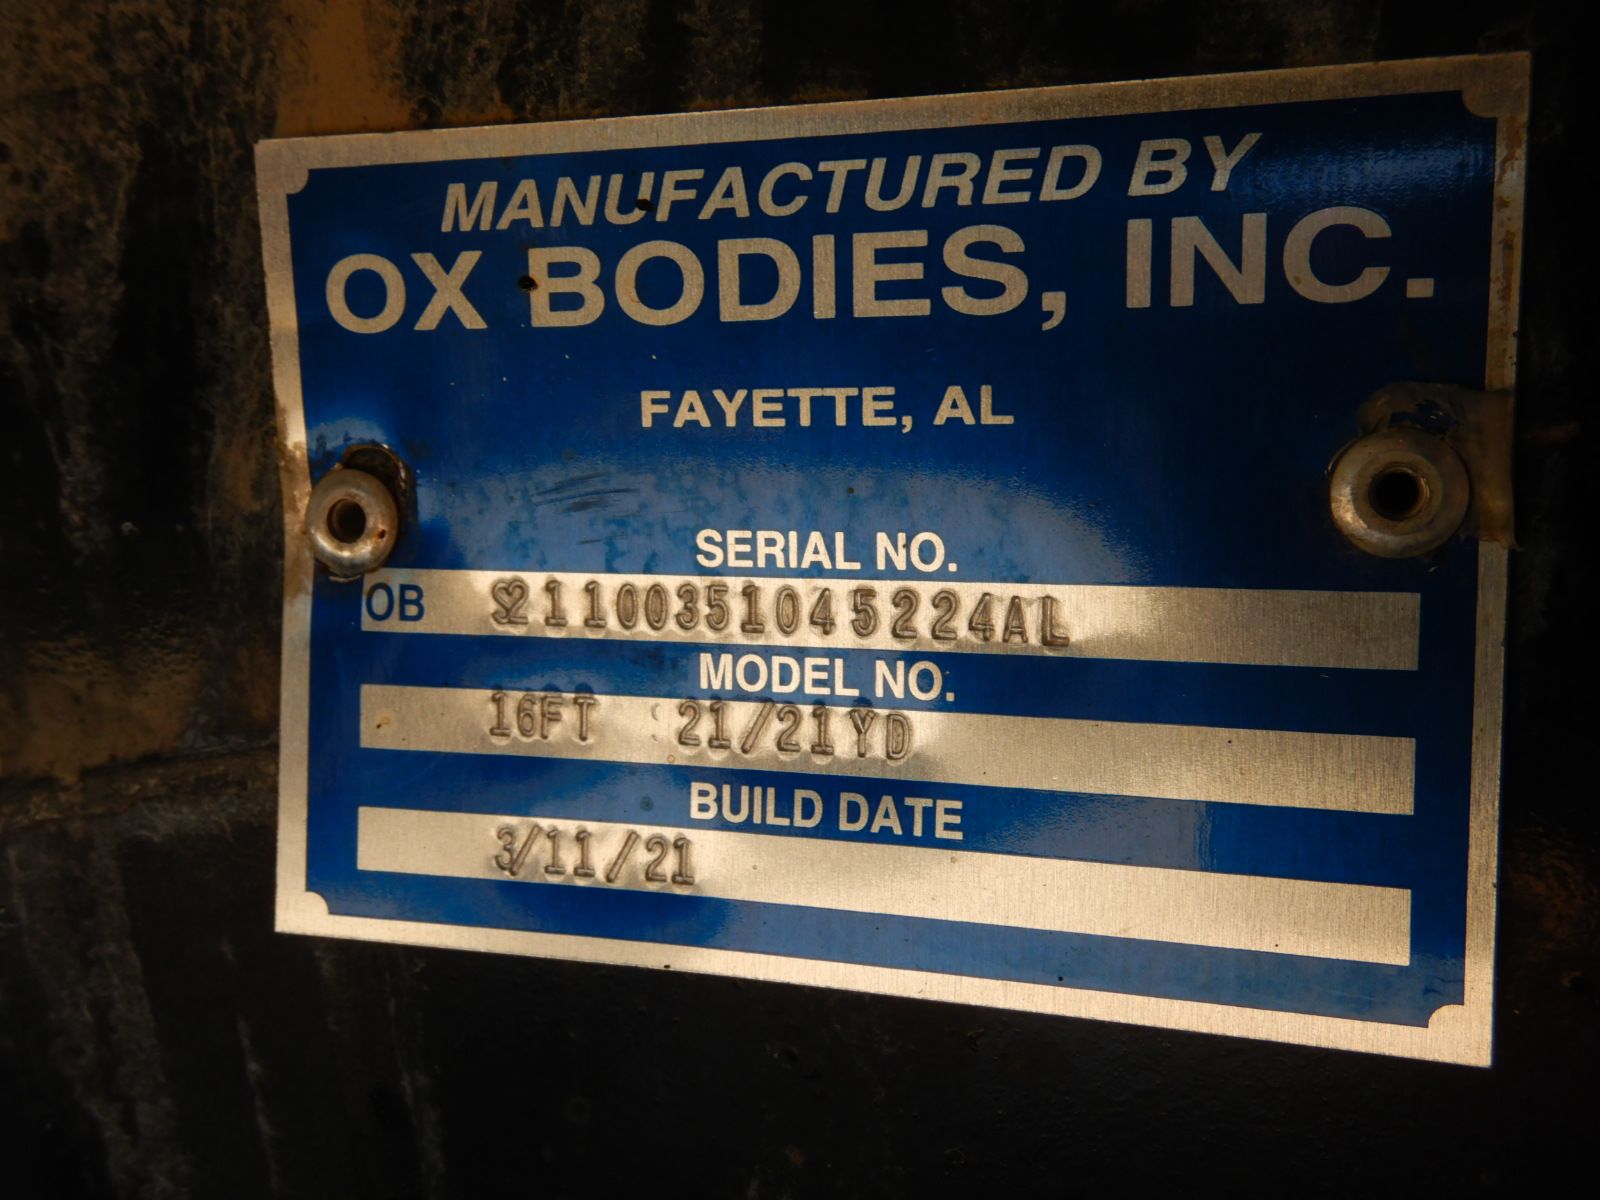 MANUFACTURED BY
OX BODIES, INC.
FAYETTE, AL
SERIAL NO.
OB S21100351045224AL
MODEL NO.
16FT 21/21YD
BUILD DATE
3/11/21